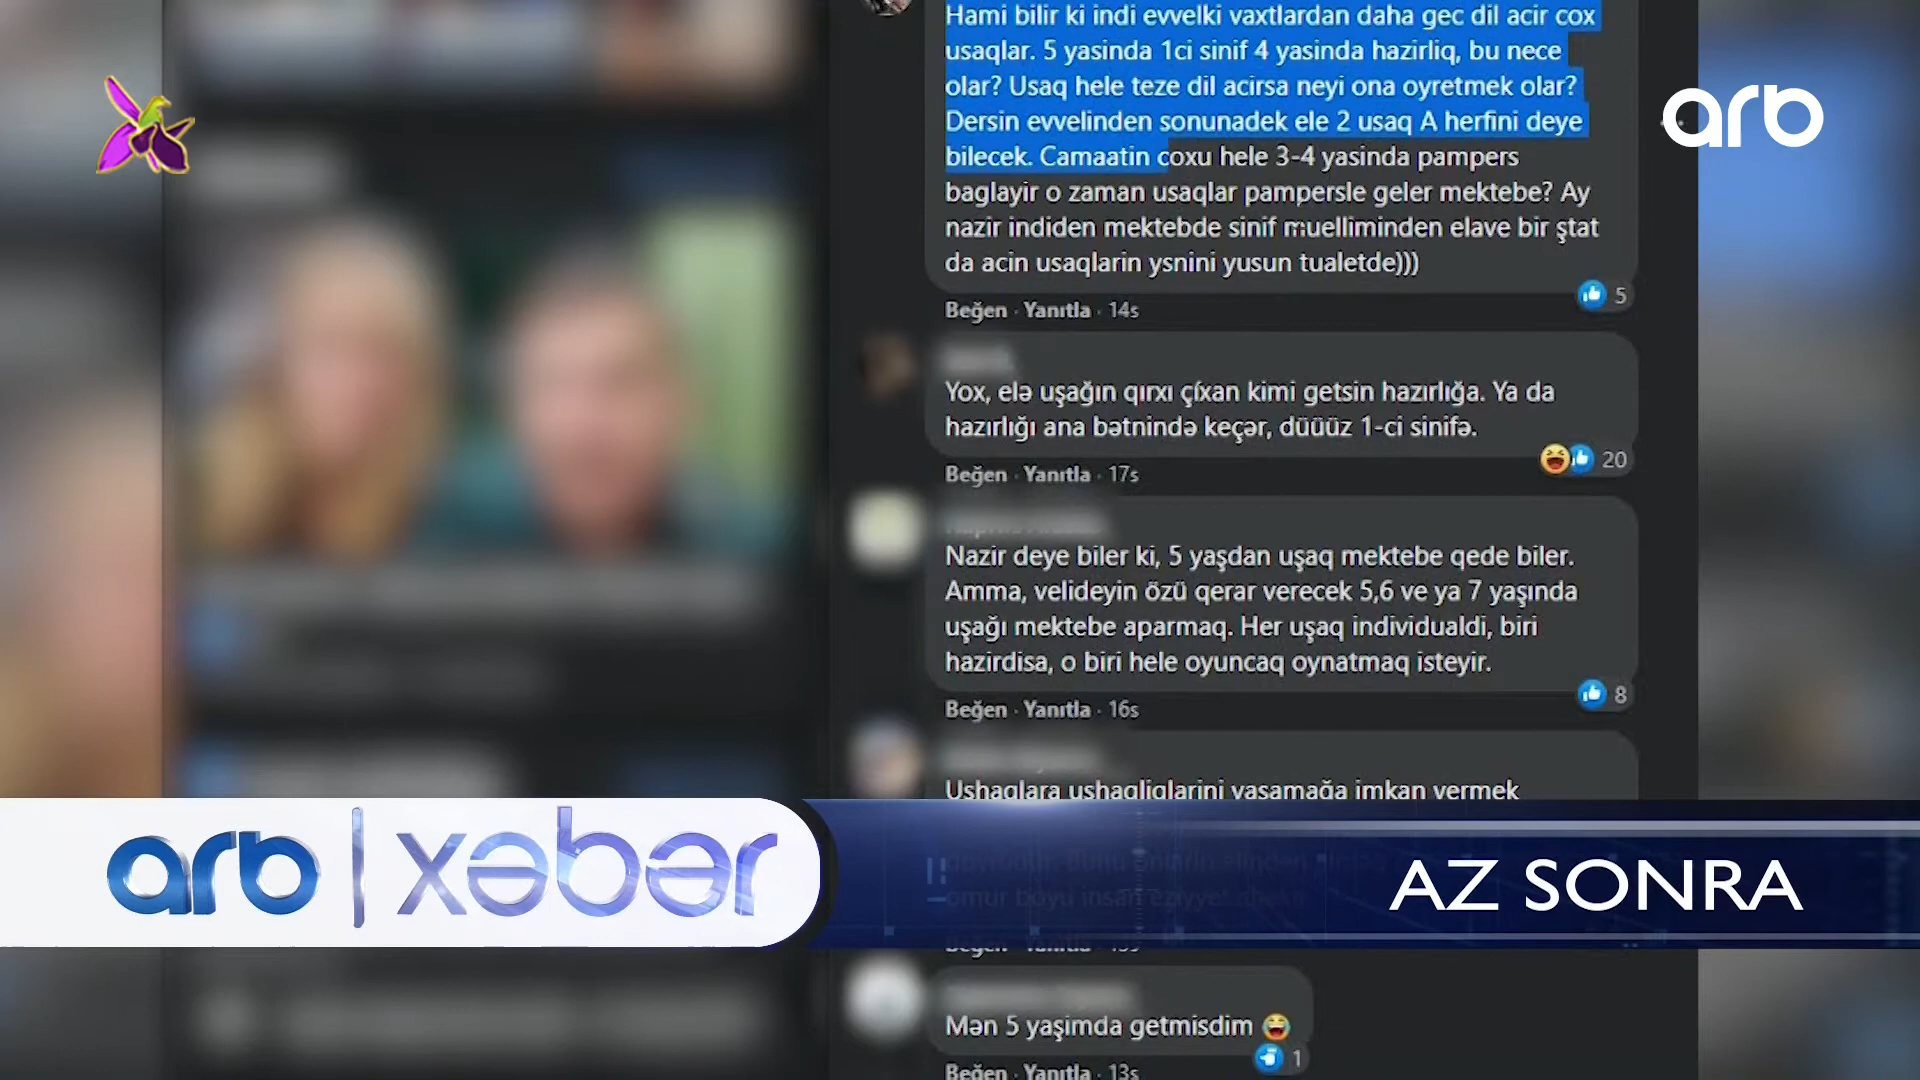 Hami bilir ki indi evvelki vaxtlardan daha gec dil acir cox
usaqlar. 5 yasinda 1ci sinif 4 yasinda hazirliq, bu nece
olar? Usaq hele teze dil acirsa neyi ona oyretmek olar?
Dersin evvelinden sonunadek ele 2 usaq A herfini deye
bilecek. Camaatin coxu hele 3-4 yasinda pampers
baglayir o zaman usaqlar pampersle geler mektebe? Ay
nazir indiden mektebde sinif muelliminden elave bir ştat
da acin usaqlarin ysnini yusun tualetde)))
5
Beğen · Yanıtla · 14s
arb
Yox, elə uşağın qırxı çíxan kimi getsin hazırlığa. Ya da
hazırlığı ana bətnində keçər, düüüz 1-ci sinifə.
20
Beğen · Yanıtla · 17s
Nazir deye biler ki, 5 yaşdan uşaq mektebe qede biler.
Amma, velideyin özü qerar verecek 5,6 ve ya 7 yaşında
uşağı mektebe aparmaq. Her uşaq individualdi, biri
hazirdisa, o biri hele oyuncaq oynatmaq isteyir.
8
Beğen · Yanıtla · 16s
Ushaqlara ushaqliqlarini yasamağa imkan vermek
arb | xəbər
AZ SONRA
Beğen · Yanıtla · 13s
Mən 5 yaşimda getmisdim
1
Beğen · Yanıtla · 13s